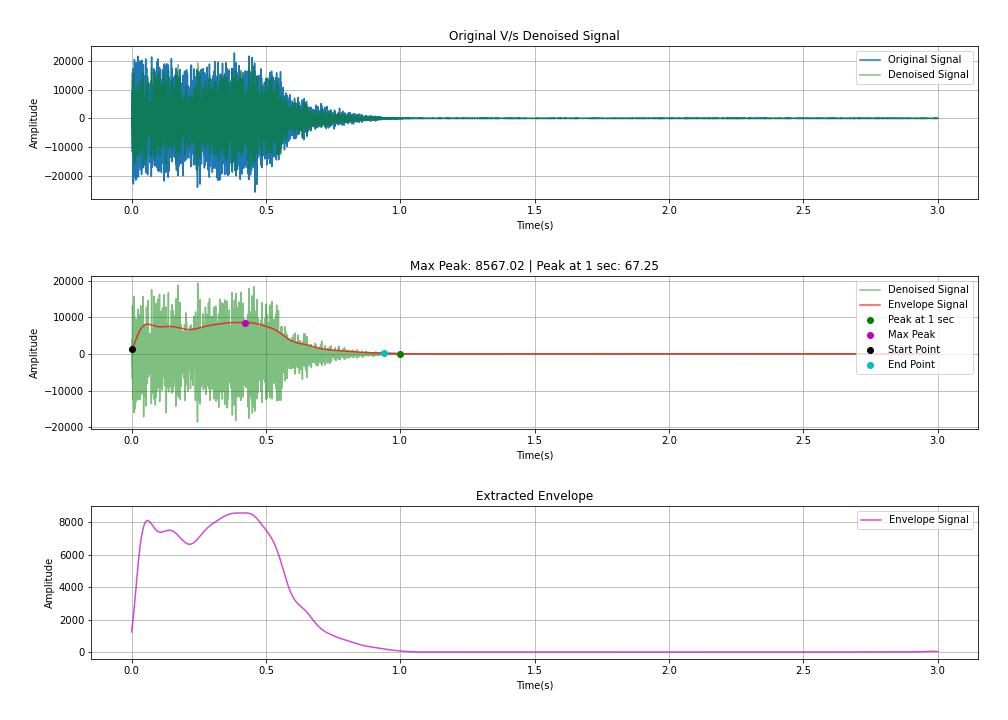 Original V/s Denoised Signal
20000
10000
0
−10000
−20000
Amplitude
Original Signal
Denoised Signal
0.0 0.5 1.0 1.5 2.0 2.5 3.0
Time(s)
Max Peak: 8567.02 | Peak at 1 sec: 67.25
20000
10000
0
−10000
−20000
Amplitude
Denoised Signal
Envelope Signal
Peak at 1 sec
Max Peak
Start Point
End Point
0.0 0.5 1.0 1.5 2.0 2.5 3.0
Time(s)
Extracted Envelope
8000
6000
4000
2000
0
Amplitude
Envelope Signal
0.0 0.5 1.0 1.5 2.0 2.5 3.0
Time(s)